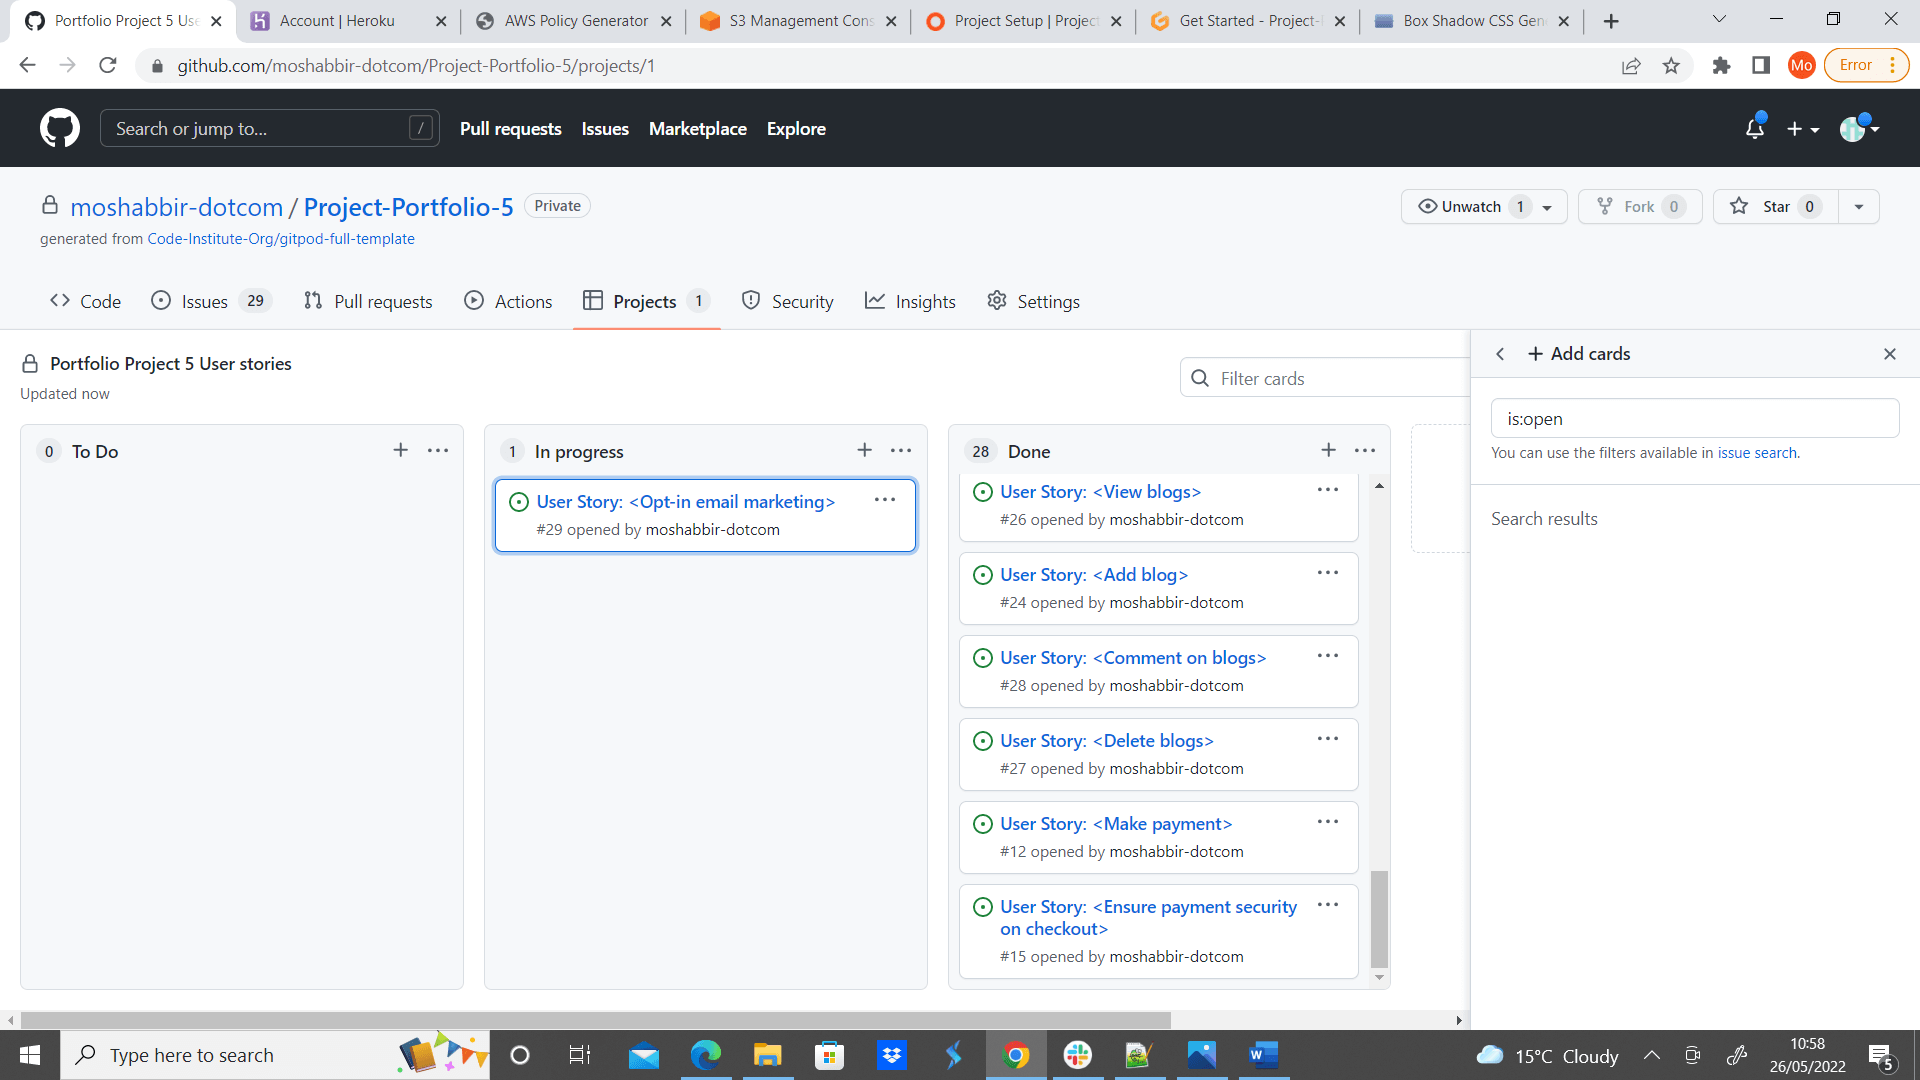 Portfolio Project 5 Use
Account | Heroku
AWS Policy Generator
S3 Management Cons
Project Setup | Project
Get Started - Project-
Box Shadow CSS Gen
github.com/moshabbir-dotcom/Project-Portfolio-5/projects/1
Mo
Error
Search or jump to...
/
Pull requests
Issues
Marketplace
Explore
moshabbir-dotcom / Project-Portfolio-5 Private
Unwatch 1
Fork 0
Star 0
generated from Code-Institute-Org/gitpod-full-template
Code
Issues 29
Pull requests
Actions
Projects 1
Security
Insights
Settings
Portfolio Project 5 User stories
Updated now
Filter cards
0 To Do
1 In progress
User Story: <Opt-in email marketing>
#29 opened by moshabbir-dotcom
28 Done
User Story: <View blogs>
#26 opened by moshabbir-dotcom
User Story: <Add blog>
#24 opened by moshabbir-dotcom
User Story: <Comment on blogs>
#28 opened by moshabbir-dotcom
User Story: <Delete blogs>
#27 opened by moshabbir-dotcom
User Story: <Make payment>
#12 opened by moshabbir-dotcom
User Story: <Ensure payment security
on checkout>
#15 opened by moshabbir-dotcom
Add cards
is:open
You can use the filters available in issue search.
Search results
Type here to search
15°C Cloudy
10:58
26/05/2022
5